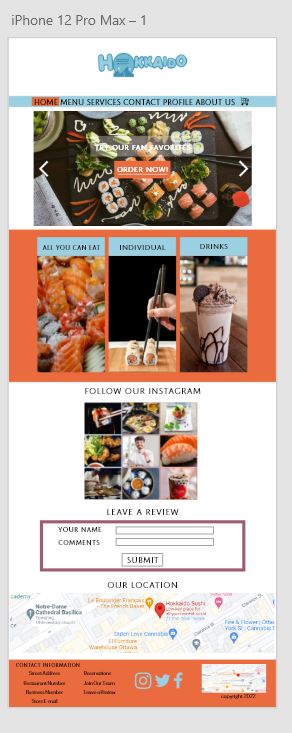 iPhone 12 Pro Max – 1
HOKKAIDO
HOME MENU SERVICES CONTACT PROFILE ABOUT US
TRY OUR FAN FAVORITES
ORDER NOW!
ALL YOU CAN EAT
INDIVIDUAL
DRINKS
FOLLOW OUR INSTAGRAM
LEAVE A REVIEW
YOUR NAME
COMMENTS
SUBMIT
OUR LOCATION
Notre-Dame
Cathedral Basilica
Le Boulanger Francais
- The French Baker
Hokkaido Sushi
Dutch Love Cannabis
ElFurniture
Warehouse Ottawa
Fire & Flower |
York St | Cannabis
CONTACT INFORMATION
Street Address
Restaurant Number
Business Number
Store E-mail
Reservations
Join Our Team
Leave a Review
copyright 2022